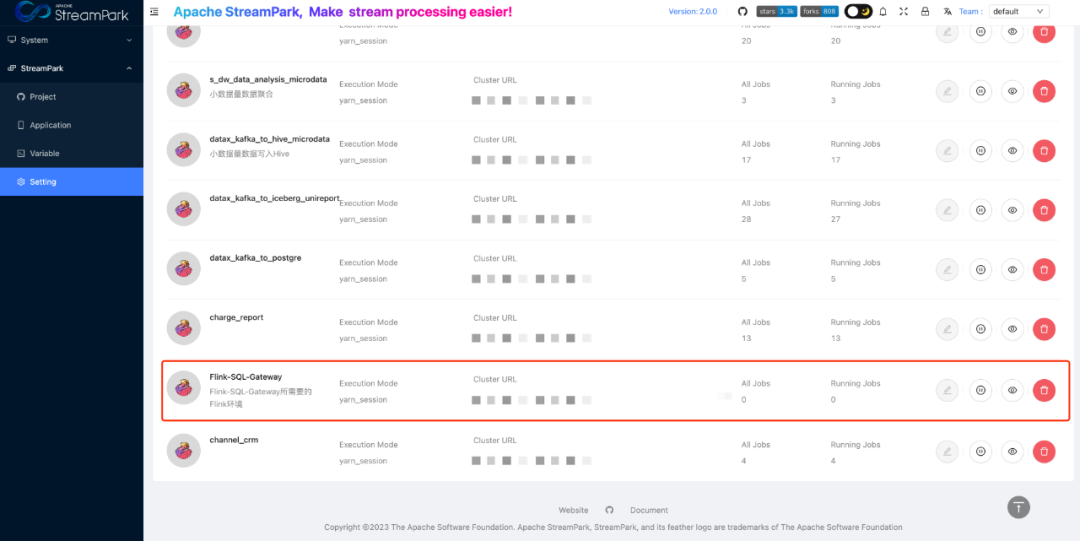 APACHE
StreamPark
Apache StreamPark, Make stream processing easier!
Version: 2.0.0
stars 3.3k
forks 808
Team :
default
System
StreamPark
Project
Application
Variable
Setting
20
20
yarn_session
s_dw_data_analysis_microdata
小数据量数据聚合
Execution Mode
yarn_session
Cluster URL
All Jobs
3
Running Jobs
3
datax_kafka_to_hive_microdata
小数据量数据写入Hive
Execution Mode
yarn_session
Cluster URL
All Jobs
17
Running Jobs
17
datax_kafka_to_iceberg_unireport_
Execution Mode
yarn_session
Cluster URL
All Jobs
28
Running Jobs
27
datax_kafka_to_postgre
Execution Mode
yarn_session
Cluster URL
All Jobs
5
Running Jobs
5
charge_report
Execution Mode
yarn_session
Cluster URL
All Jobs
13
Running Jobs
13
Flink-SQL-Gateway
Flink-SQL-Gateway所需要的
Flink环境
Execution Mode
yarn_session
Cluster URL
All Jobs
0
Running Jobs
0
channel_crm
Execution Mode
yarn_session
Cluster URL
All Jobs
4
Running Jobs
4
Website
Document
Copyright ©2023 The Apache Software Foundation. Apache StreamPark, StreamPark, and its feather logo are trademarks of The Apache Software Foundation